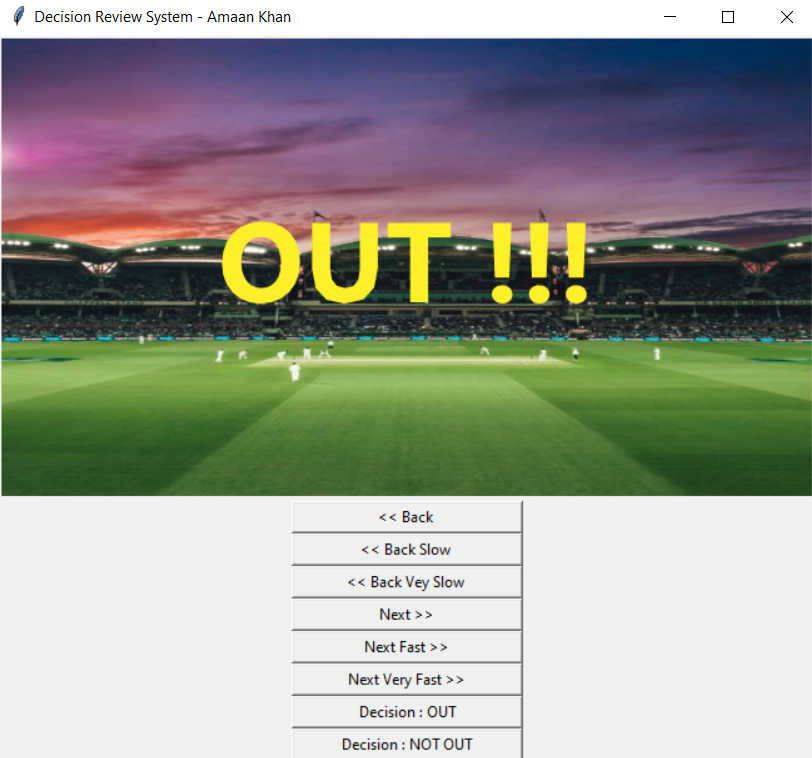 Decision Review System - Amaan Khan
OUT !!!
<< Back
<< Back Slow
<< Back Vey Slow
Next >>
Next Fast >>
Next Very Fast >>
Decision : OUT
Decision : NOT OUT